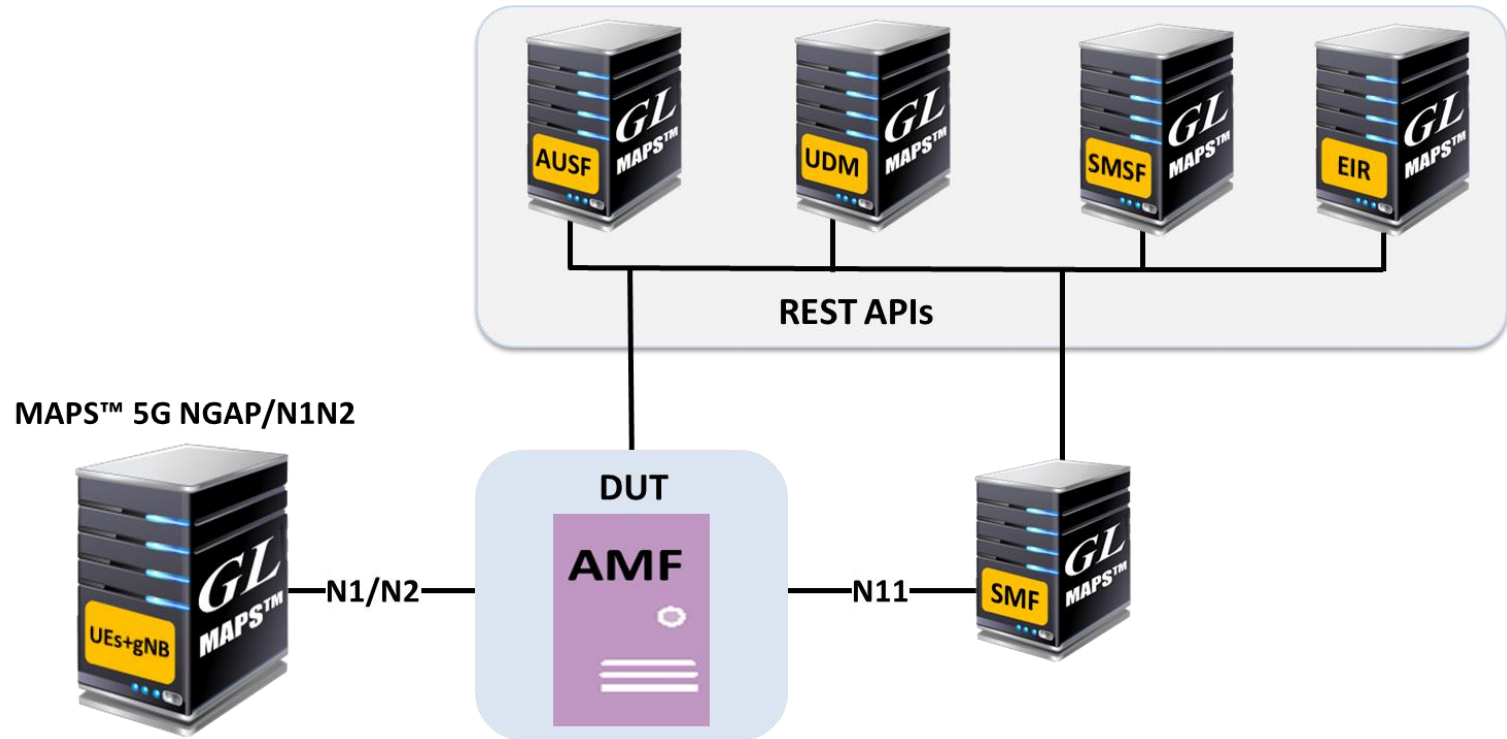 GL
MAPS™
AUSF
GL
MAPS™
UDM
GL
MAPS™
SMSF
GL
MAPS™
EIR
REST APIs
MAPS™ 5G NGAP/N1N2
GL
MAPS™
UEs+gNB
N1/N2
DUT
AMF
N11
GL
MAPS™
SMF